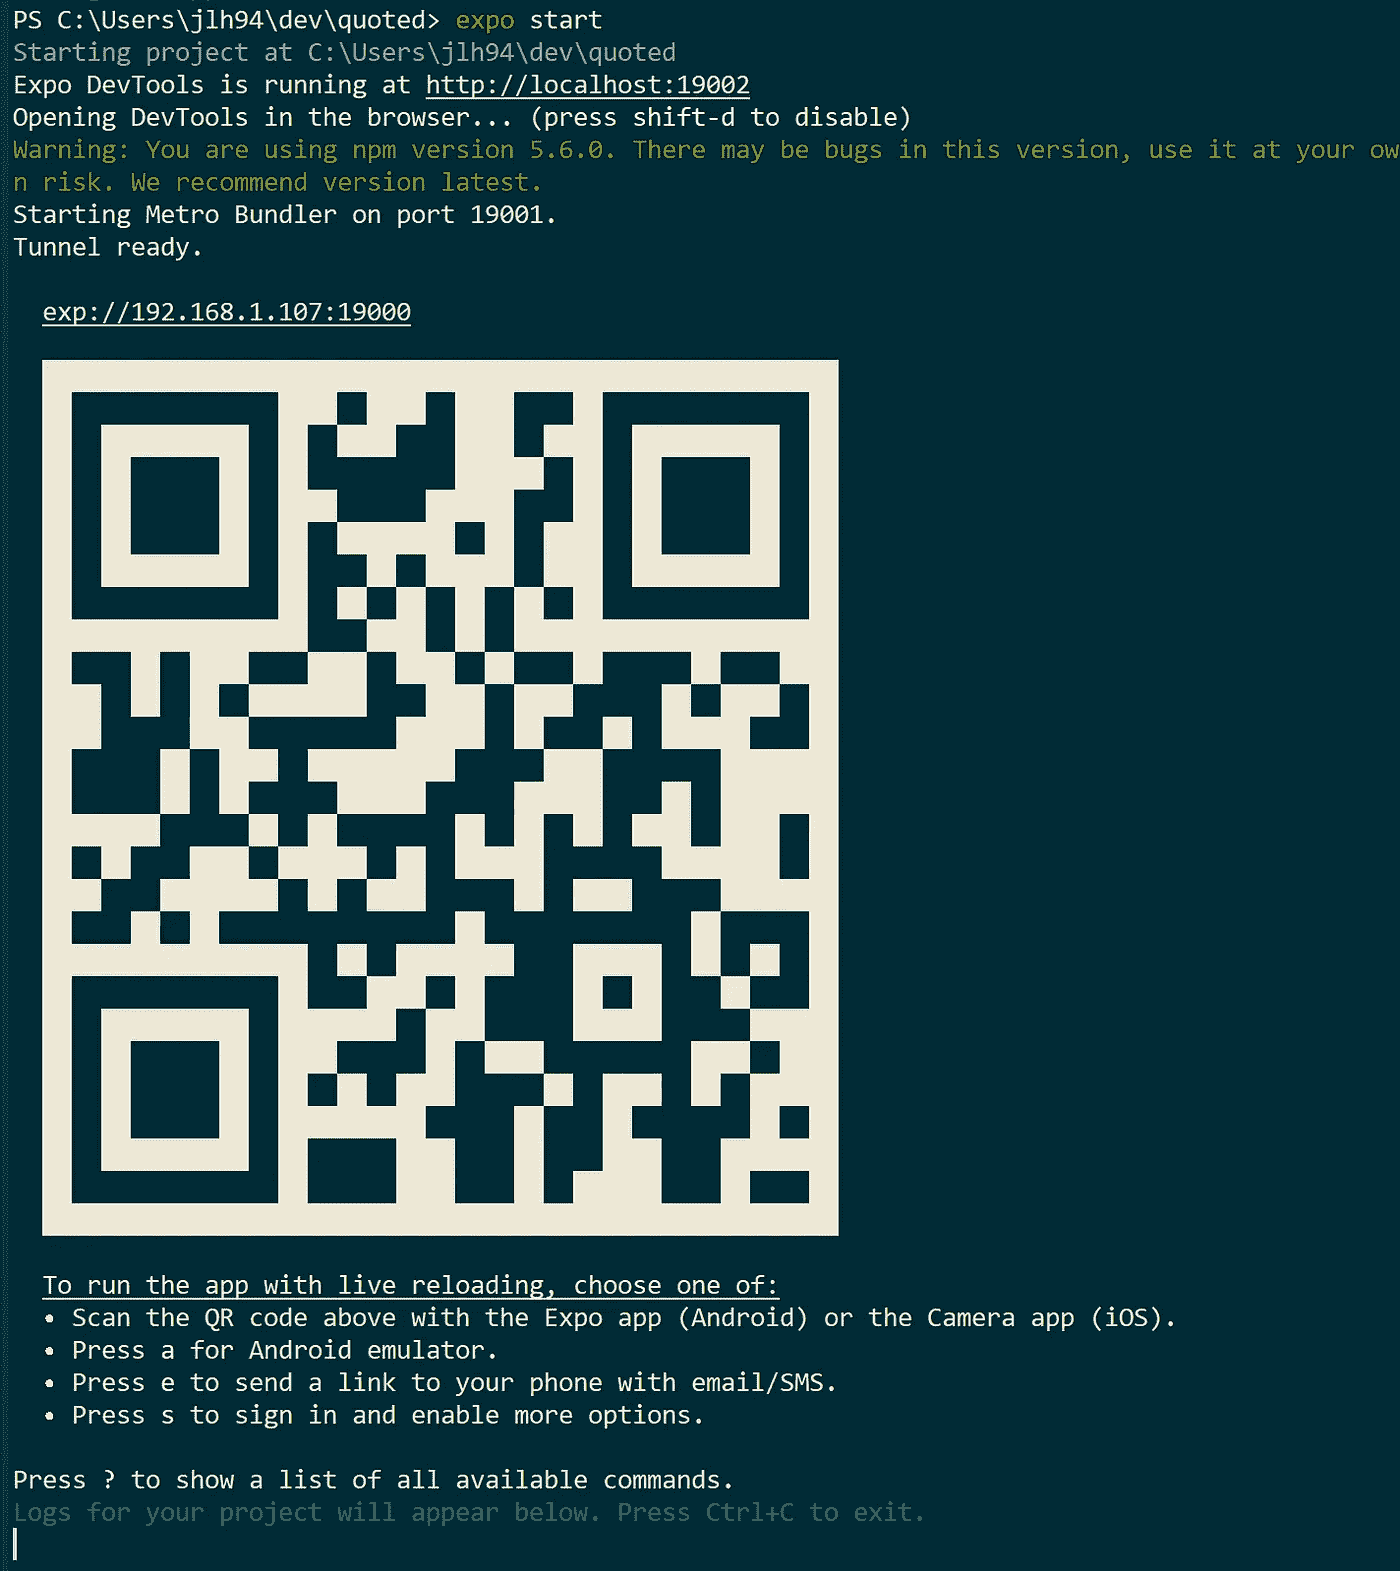 PS C:\Users\jlh94\dev\quoted> expo start
Starting project at C:\Users\jlh94\dev\quoted
Expo DevTools is running at http://localhost:19002
Opening DevTools in the browser... (press shift-d to disable)
Warning: You are using npm version 5.6.0. There may be bugs in this version, use it at your ow
n risk. We recommend version latest.
Starting Metro Bundler on port 19001.
Tunnel ready.
exp://192.168.1.107:19000
To run the app with live reloading, choose one of:
• Scan the QR code above with the Expo app (Android) or the Camera app (iOS).
• Press a for Android emulator.
• Press e to send a link to your phone with email/SMS.
• Press s to sign in and enable more options.
Press ? to show a list of all available commands.
Logs for your project will appear below. Press Ctrl+C to exit.